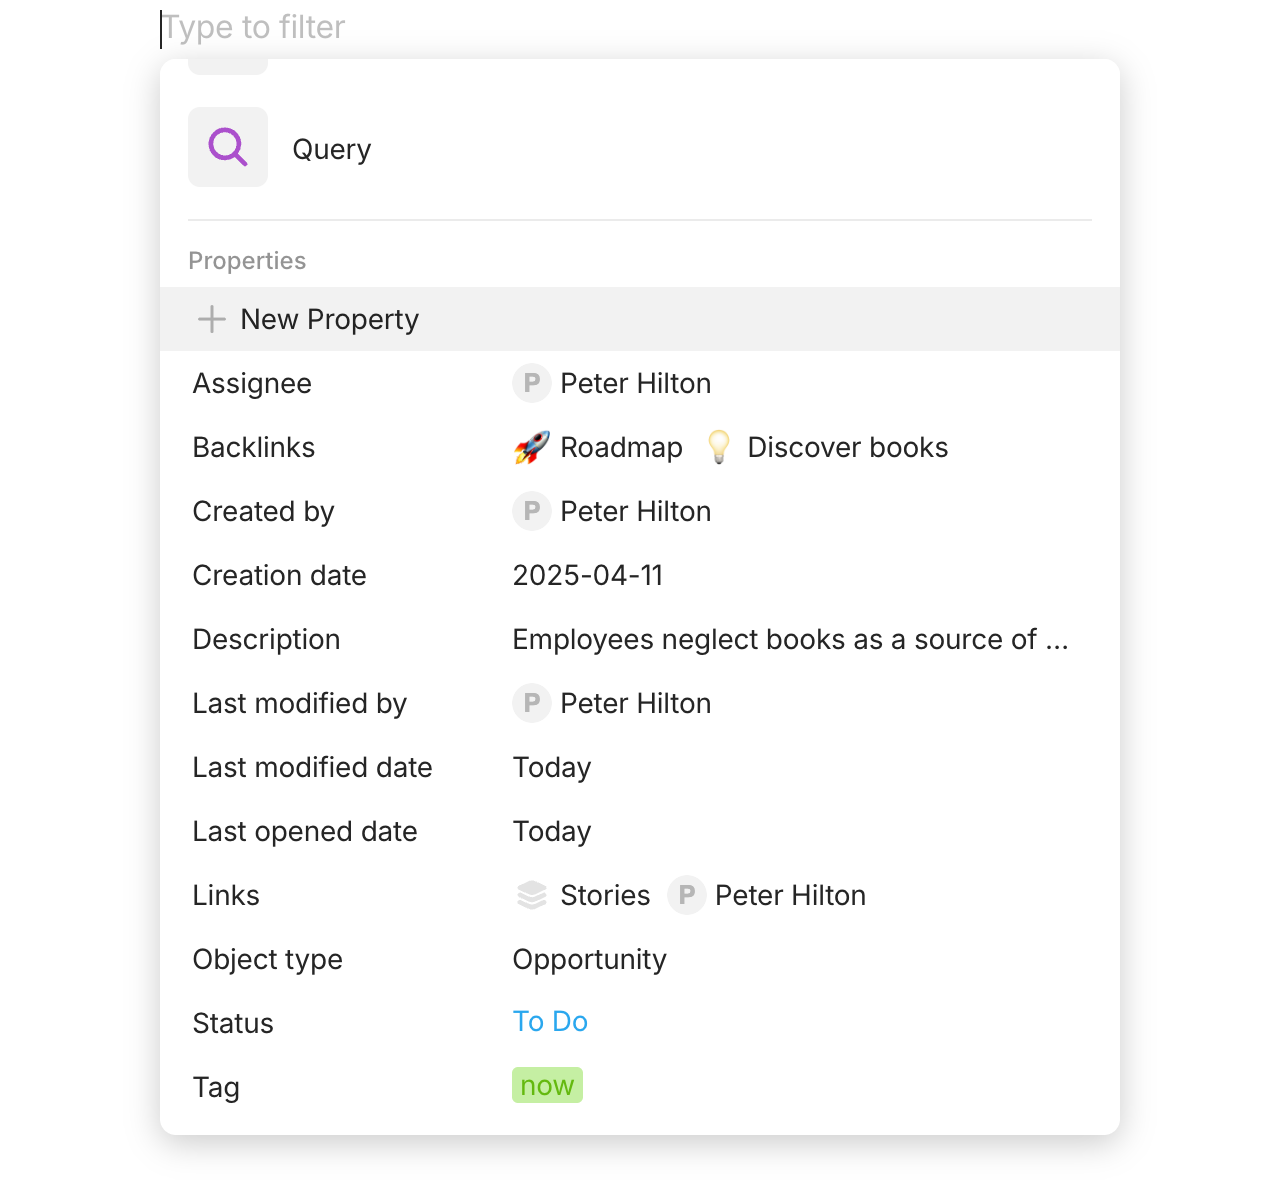 Type to filter
Query
Properties
New Property
Assignee P Peter Hilton
Backlinks 🚀 Roadmap 💡 Discover books
Created by P Peter Hilton
Creation date 2025-04-11
Description Employees neglect books as a source of ...
Last modified by P Peter Hilton
Last modified date Today
Last opened date Today
Links Stories P Peter Hilton
Object type Opportunity
Status To Do
Tag now